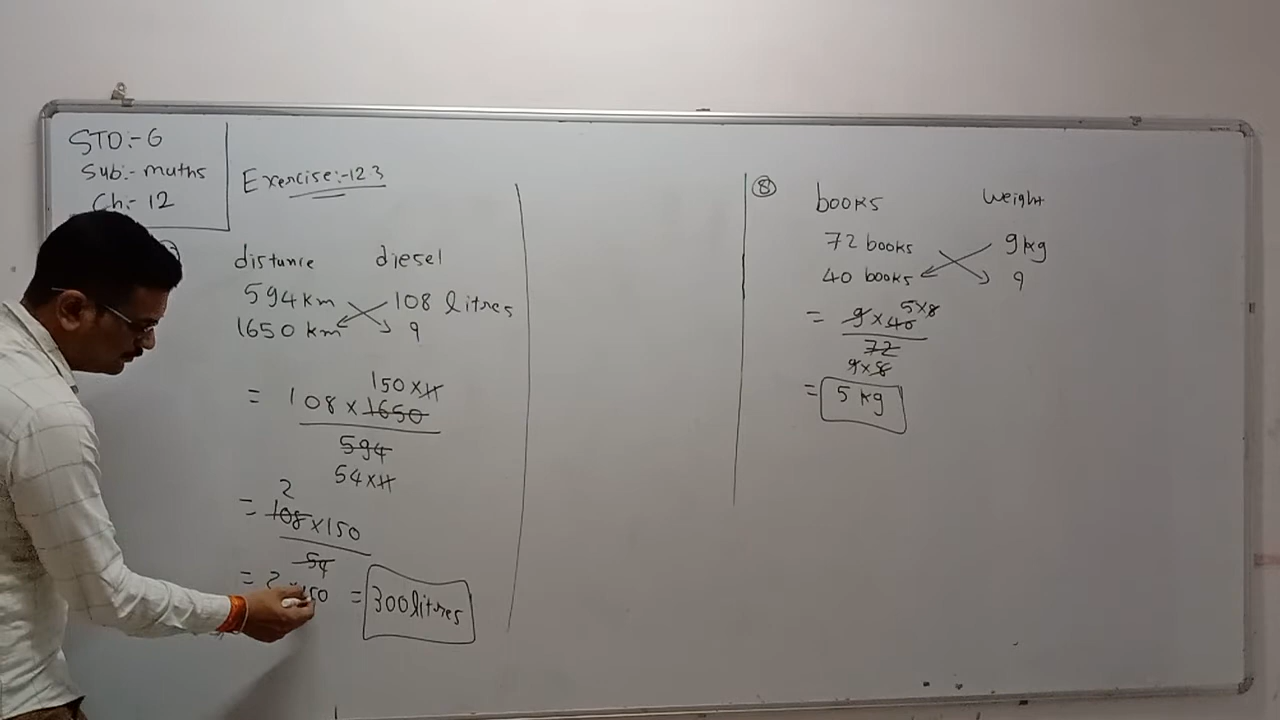 STD:- 6
Sub:- maths
Ch:- 12
Exercise:-12.3
distance diesel
594 km 108 litres
1650 km 9
150×11
= 108×1650
594
54×11
2
= 108×150
54
= 2 ×150 = 300 litres
⑧ books Weight
72 books 9 kg
40 books 9
5×8
= 9×40
72
9×8
= 5 kg